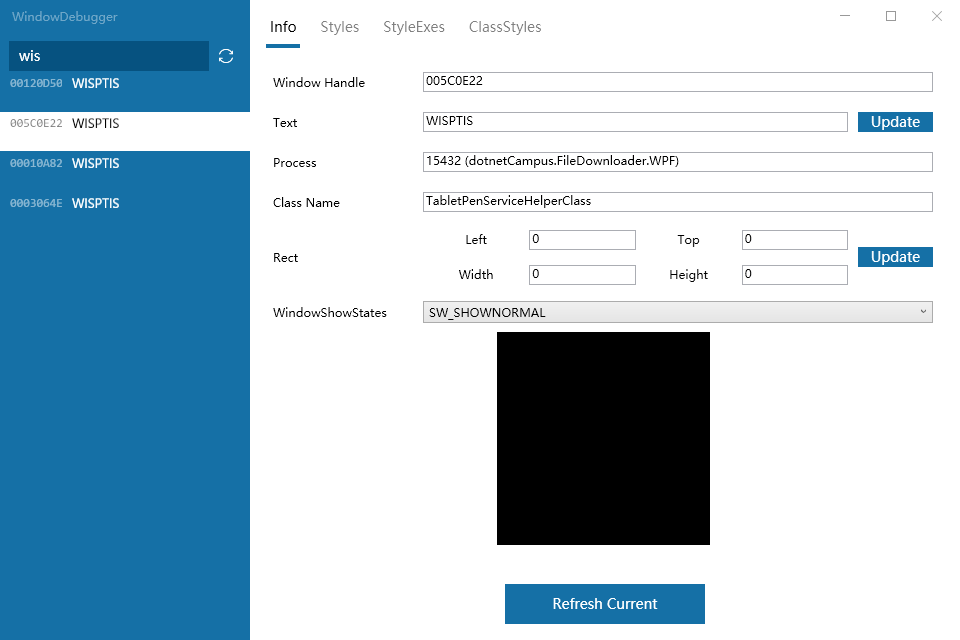 WindowDebugger
wis
00120D50 WISPTIS
005C0E22 WISPTIS
00010A82 WISPTIS
0003064E WISPTIS
Info Styles StyleExes ClassStyles
Window Handle 005C0E22
Text WISPTIS Update
Process 15432 (dotnetCampus.FileDownloader.WPF)
Class Name TabletPenServiceHelperClass
Rect Left 0 Top 0 Update
Width 0 Height 0
WindowShowStates SW_SHOWNORMAL
Refresh Current